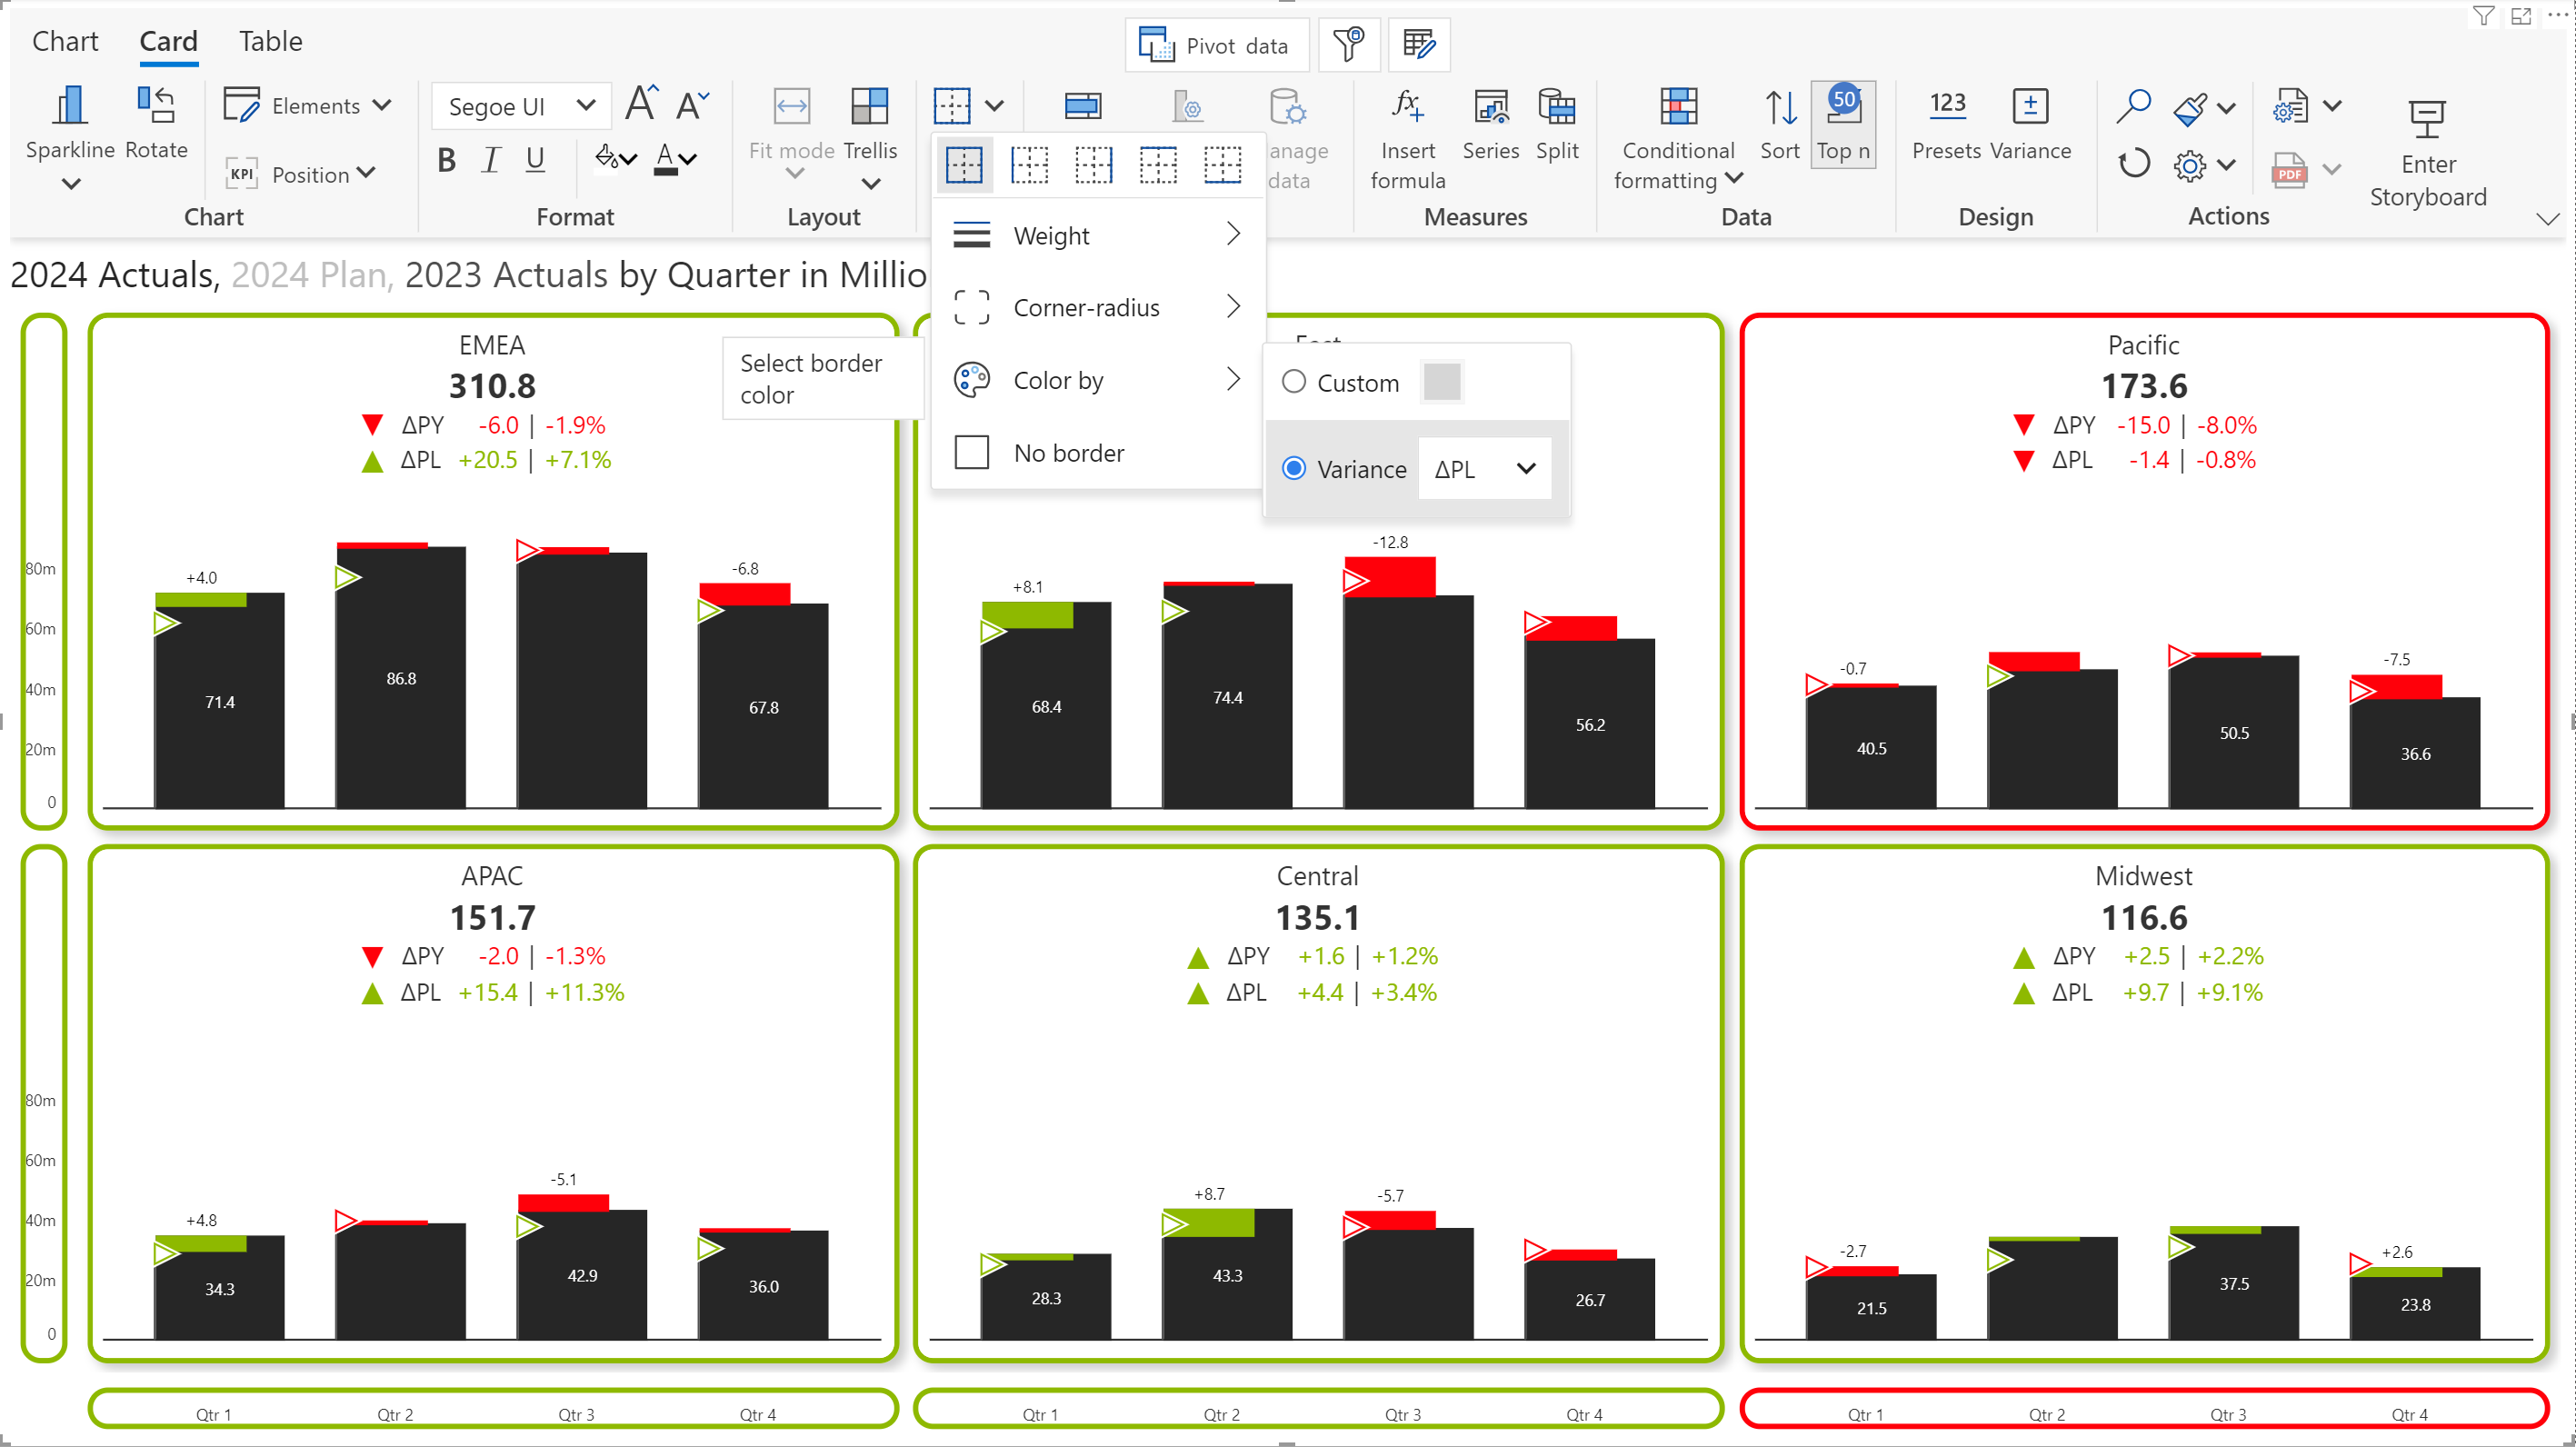 Chart Card Table
Pivot data
Sparkline Rotate Elements Position
KPI
Chart
Segoe UI
A A
B I U A
Format
Fit mode Trellis
Layout
anage
data
fx Insert
formula
Series Split
Measures
Conditional
formatting
Sort
50
Top n
Data
123
Presets Variance
Design
PDF
Actions
Enter
Storyboard
Weight
Corner-radius
Color by
No border
Select border
color
Custom
Variance ΔPL
2024 Actuals, 2024 Plan, 2023 Actuals by Quarter in Millio
EMEA
310.8
ΔPY -6.0 | -1.9%
ΔPL +20.5 | +7.1%
80m
60m
40m
20m
0
+4.0
-6.8
71.4
86.8
67.8
+8.1
-12.8
68.4
74.4
56.2
Pacific
173.6
ΔPY -15.0 | -8.0%
ΔPL -1.4 | -0.8%
-0.7
-7.5
40.5
50.5
36.6
APAC
151.7
ΔPY -2.0 | -1.3%
ΔPL +15.4 | +11.3%
80m
60m
40m
20m
0
+4.8
-5.1
34.3
42.9
36.0
Central
135.1
ΔPY +1.6 | +1.2%
ΔPL +4.4 | +3.4%
+8.7
-5.7
28.3
43.3
26.7
Midwest
116.6
ΔPY +2.5 | +2.2%
ΔPL +9.7 | +9.1%
-2.7
+2.6
21.5
37.5
23.8
Qtr 1 Qtr 2 Qtr 3 Qtr 4
Qtr 1 Qtr 2 Qtr 3 Qtr 4
Qtr 1 Qtr 2 Qtr 3 Qtr 4